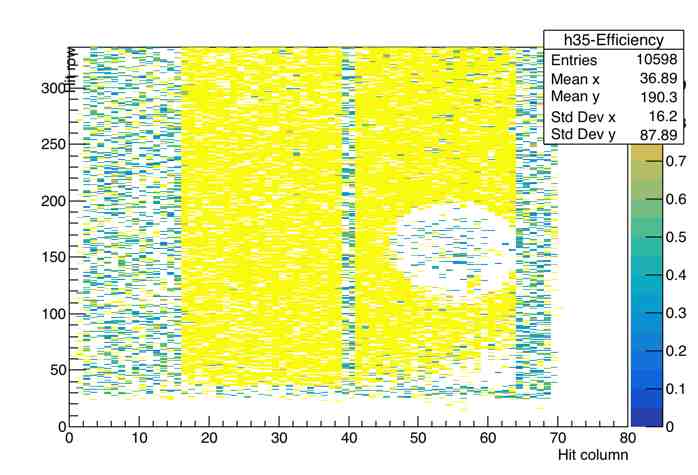 h35-Efficiency
Entries 10598
Mean x 36.89
Mean y 190.3
Std Dev x 16.2
Std Dev y 87.89
Hit row
300
250
200
150
100
50
0
0 10 20 30 40 50 60 70 80
Hit column
0.7
0.6
0.5
0.4
0.3
0.2
0.1
0